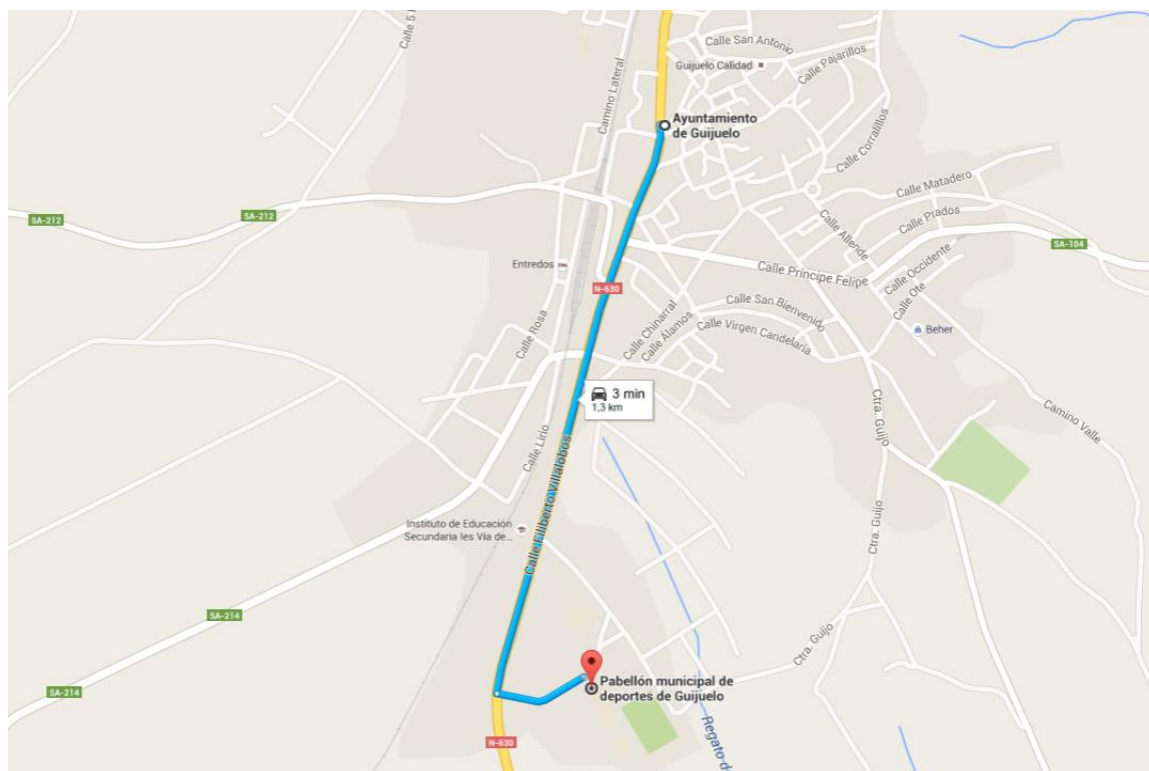 Calle 5
Calle San Antonio
Guijuelo Calidad
Calle Pajarillos
Camino Lateral
Ayuntamiento
de Guijuelo
Calle Corralillos
Calle Matadero
SA-212
SA-212
Calle Prados
Calle Allende
SA-104
Entredos
Calle Príncipe Felipe
Calle Occidente
N-630
Calle Ote
Calle San Bienvenido
Calle Chinarral
Calle Álamos
Calle Virgen Candelaria
Calle Rosa
Beher
3 min
1,3 km
Ctra. Guijo
Camino Valle
Calle Lirio
Calle Filiberto Villalobos
Instituto de Educación
Secundaria Ies Vía de...
Ctra. Guijo
SA-214
Ctra. Guijo
Pabellón municipal de
deportes de Guijuelo
SA-214
Regato de
N-630